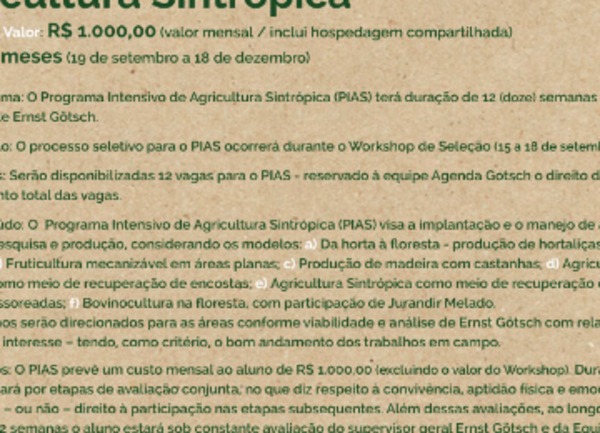 cultura Sintrópica
Valor: R$ 1.000,00 (valor mensal / inclui hospedagem compartilhada)
meses (19 de setembro a 18 de dezembro)
ma: O Programa Intensivo de Agricultura Sintrópica (PIAS) terá duração de 12 (doze) semanas
e Ernst Götsch.
o: O processo seletivo para o PIAS ocorrerá durante o Workshop de Seleção (15 a 18 de setem
s: Serão disponibilizadas 12 vagas para o PIAS - reservado à equipe Agenda Gotsch o direito d
nto total das vagas.
údo: O Programa Intensivo de Agricultura Sintrópica (PIAS) visa a implantação e o manejo de
esquisa e produção, considerando os modelos: a) Da horta à floresta - produção de hortaliças
) Fruticultura mecanizável em áreas planas; c) Produção de madeira com castanhas; d) Agricu
omo meio de recuperação de encostas; e) Agricultura Sintrópica como meio de recuperação
ssoreadas; f) Bovinocultura na floresta, com participação de Jurandir Melado.
os serão direcionados para as áreas conforme viabilidade e análise de Ernst Götsch com rela
interesse – tendo, como critério, o bom andamento dos trabalhos em campo.
s: O PIAS prevê um custo mensal ao aluno de R$ 1.000,00 (excluindo o valor do Workshop). Dura
ará por etapas de avaliação conjunta, no que diz respeito à convivência, aptidão física e emo
– ou não – direito à participação nas etapas subsequentes. Além dessas avaliações, ao longo
2 semanas o aluno estará sob constante avaliação do supervisor geral Ernst Götsch e da Equi